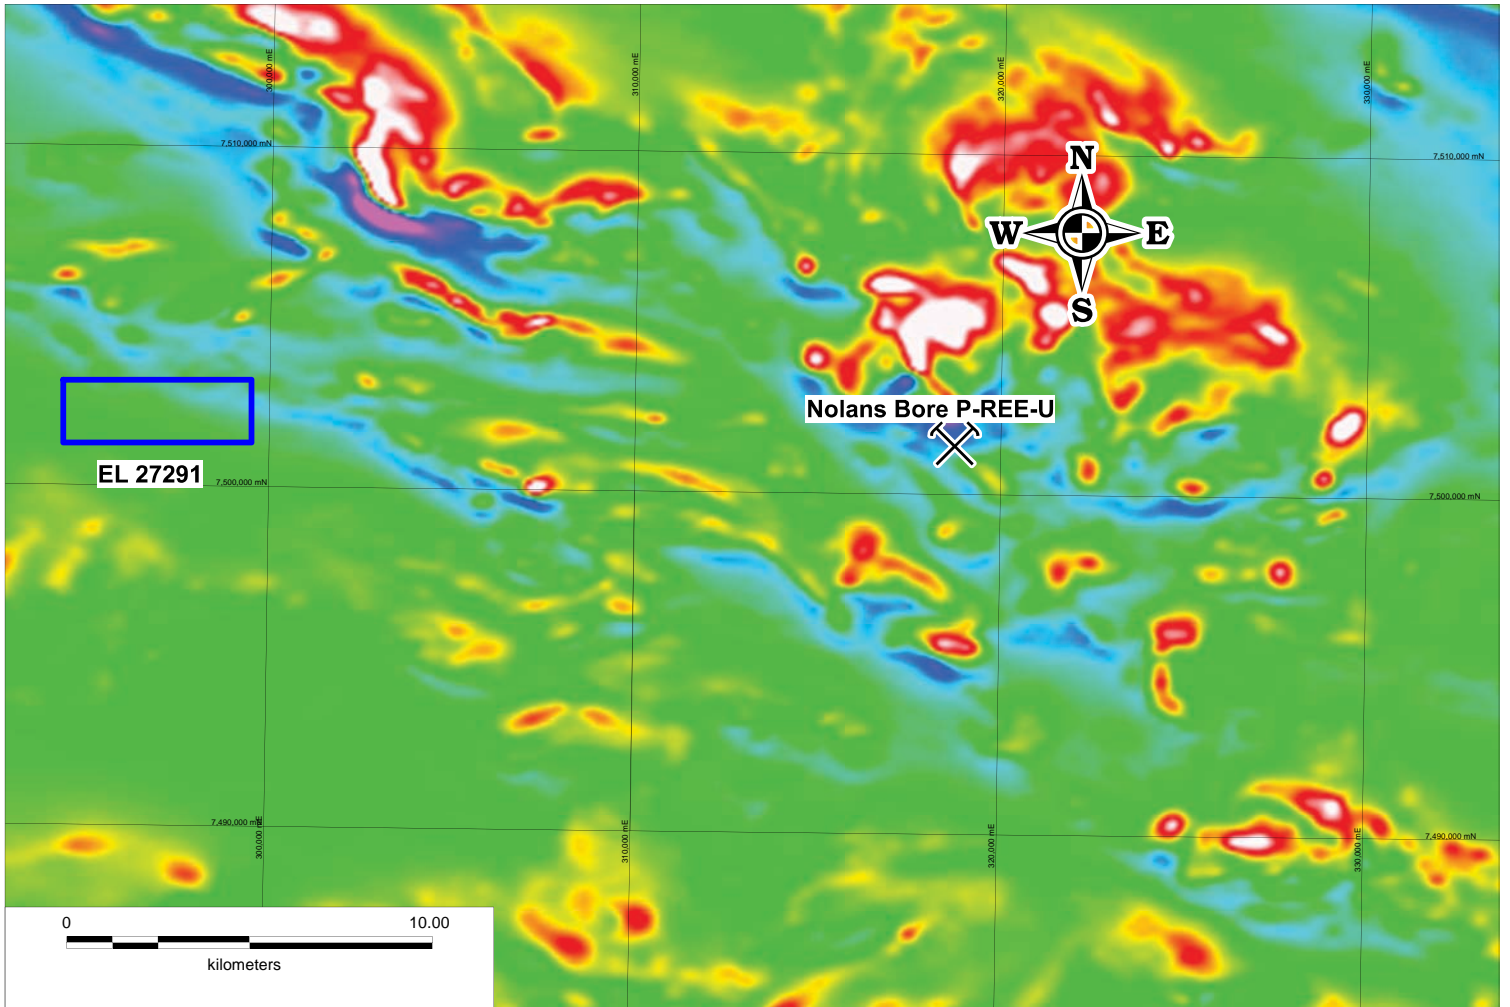 300,000 mE
310,000 mE
320,000 mE
330,000 mE
7,510,000 mN
7,510,000 mN
N
W
E
S
Nolans Bore P-REE-U
EL 27291
7,500,000 mN
7,500,000 mN
7,490,000 mN
7,490,000 mN
300,000 mE
310,000 mE
320,000 mE
330,000 mE
0 10.00
kilometers